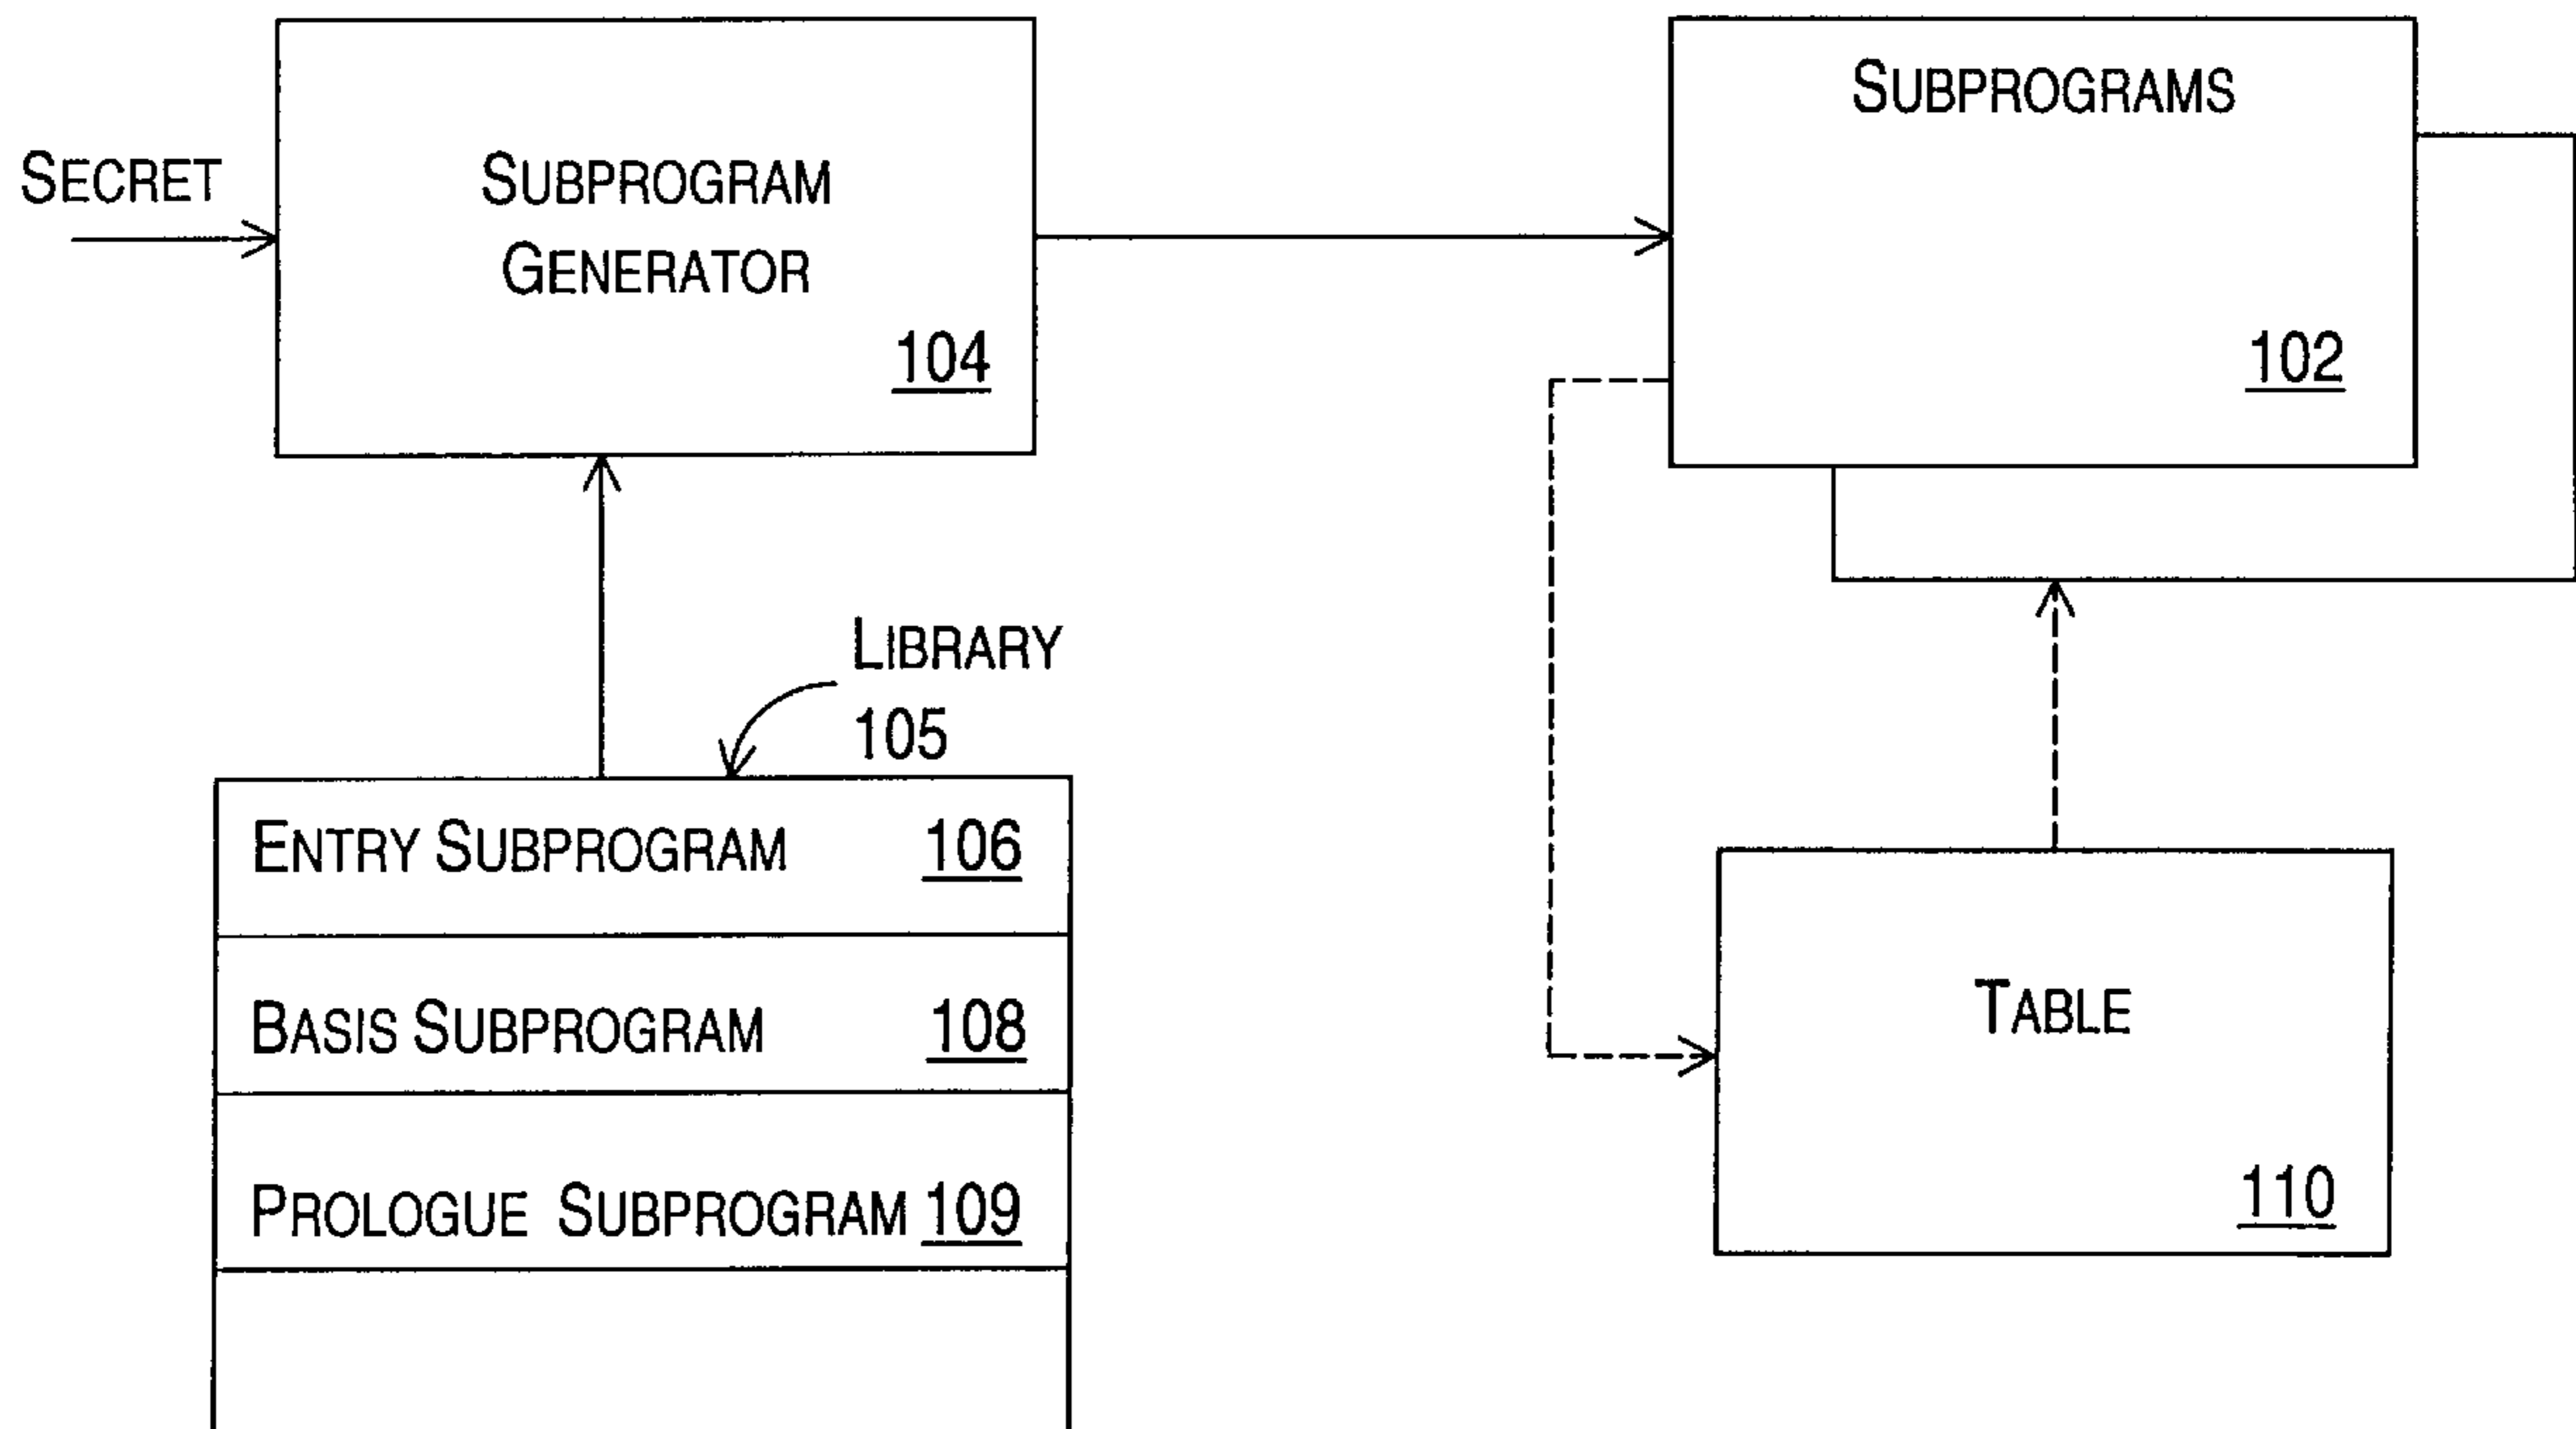 SECRET
SUBPROGRAM
GENERATOR
104
SUBPROGRAMS
102
LIBRARY
105
ENTRY SUBPROGRAM 106
BASIS SUBPROGRAM 108
PROLOGUE SUBPROGRAM 109
TABLE
110